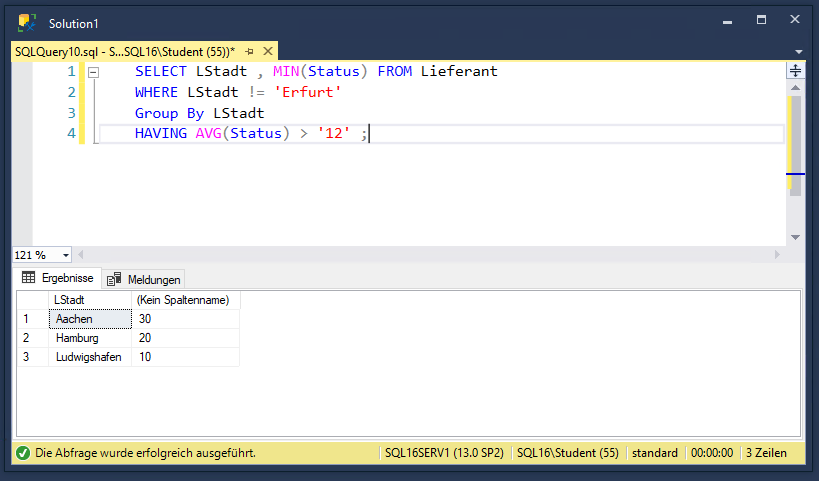 Solution1
SQLQuery10.sql - S...SQL16\Student (55))*
1 SELECT LStadt , MIN(Status) FROM Lieferant
2 WHERE LStadt != 'Erfurt'
3 Group By LStadt
4 HAVING AVG(Status) > '12' ;
121 %
Ergebnisse Meldungen
LStadt (Kein Spaltenname)
1 Aachen 30
2 Hamburg 20
3 Ludwigshafen 10
Die Abfrage wurde erfolgreich ausgeführt. SQL16SERV1 (13.0 SP2) SQL16\Student (55) standard 00:00:00 3 Zeilen